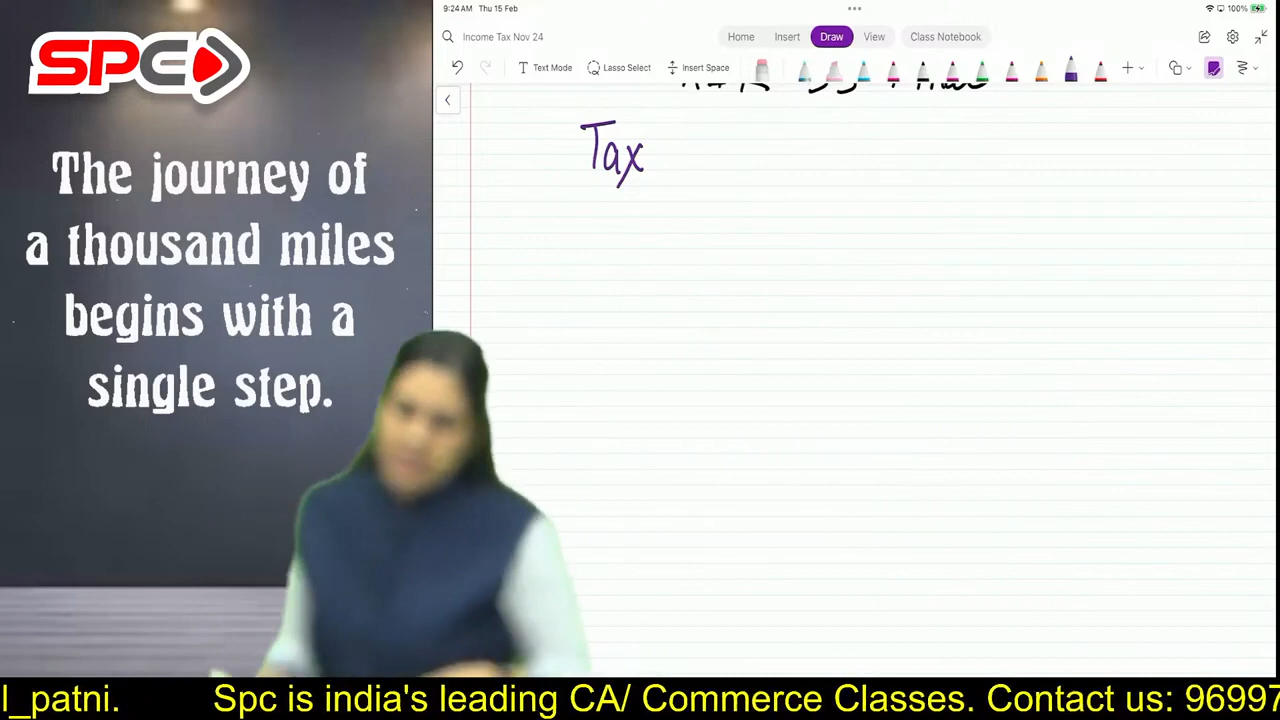 9:24 AM Thu 15 Feb
100%
SPC
Income Tax Nov 24
Home Insert Draw View Class Notebook
Text Mode Lasso Select Insert Space
Tax
The journey of
a thousand miles
begins with a
single step.
l_patni. Spc is india's leading CA/ Commerce Classes. Contact us: 96997